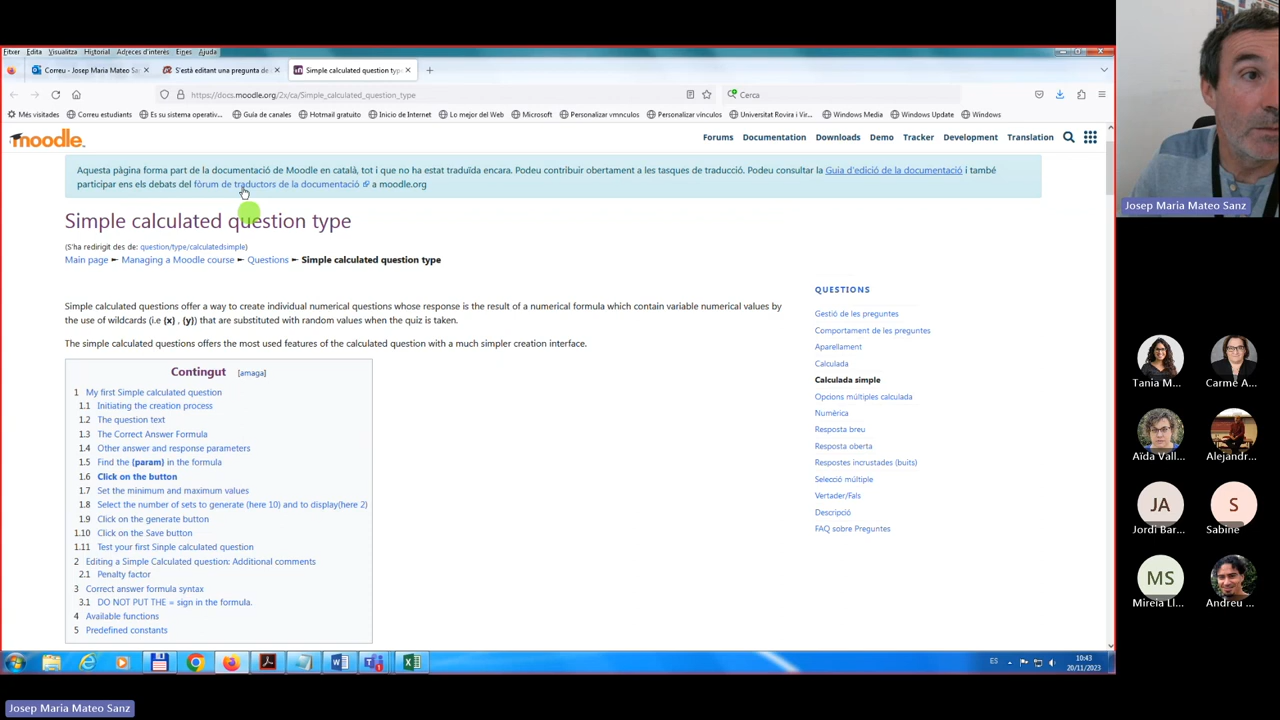 Fitxer Edita Visualitza Historial Adreces d'interès Eines Ajuda
Correu - Josep Maria Mateo Sa
S'està editant una pregunta de
Simple calculated question type
https://docs.moodle.org/2x/ca/Simple_calculated_question_type
Cerca
Més visitades Correu estudiants Es su sistema operativ... Guia de canales Hotmail gratuito Inicio de Internet Lo mejor del Web Microsoft Personalizar vmnculos Personalizar vínculos Universitat Rovira i Vir... Windows Media Windows Update Windows
moodle
Forums Documentation Downloads Demo Tracker Development Translation
Aquesta pàgina forma part de la documentació de Moodle en català, tot i que no ha estat traduïda encara. Podeu contribuir obertament a les tasques de traducció. Podeu consultar la Guia d'edició de la documentació i també
participar ens els debats del fòrum de traductors de la documentació a moodle.org
Simple calculated question type
(S'ha redirigit des de: question/type/calculatedsimple)
Main page ► Managing a Moodle course ► Questions ► Simple calculated question type
Simple calculated questions offer a way to create individual numerical questions whose response is the result of a numerical formula which contain variable numerical values by
the use of wildcards (i.e {x} , {y}) that are substituted with random values when the quiz is taken.
The simple calculated questions offers the most used features of the calculated question with a much simpler creation interface.
Contingut [amaga]
1 My first Simple calculated question
1.1 Initiating the creation process
1.2 The question text
1.3 The Correct Answer Formula
1.4 Other answer and response parameters
1.5 Find the {param} in the formula
1.6 Click on the button
1.7 Set the minimum and maximum values
1.8 Select the number of sets to generate (here 10) and to display(here 2)
1.9 Click on the generate button
1.10 Click on the Save button
1.11 Test your first Sinple calculated question
2 Editing a Simple Calculated question: Additional comments
2.1 Penalty factor
3 Correct answer formula syntax
3.1 DO NOT PUT THE = sign in the formula.
4 Available functions
5 Predefined constants
QUESTIONS
Gestió de les preguntes
Comportament de les preguntes
Aparellament
Calculada
Calculada simple
Opcions múltiples calculada
Numèrica
Resposta breu
Resposta oberta
Respostes incrustades (buits)
Selecció múltiple
Vertader/Fals
Descripció
FAQ sobre Preguntes
ES
10:43
20/11/2023
Josep Maria Mateo Sanz
Tania M... Carme A...
Aïda Vall... Alejandr...
JA S
Jordi Bar... Sabine
MS
Mireia Ll... Andreu ...
Josep Maria Mateo Sanz